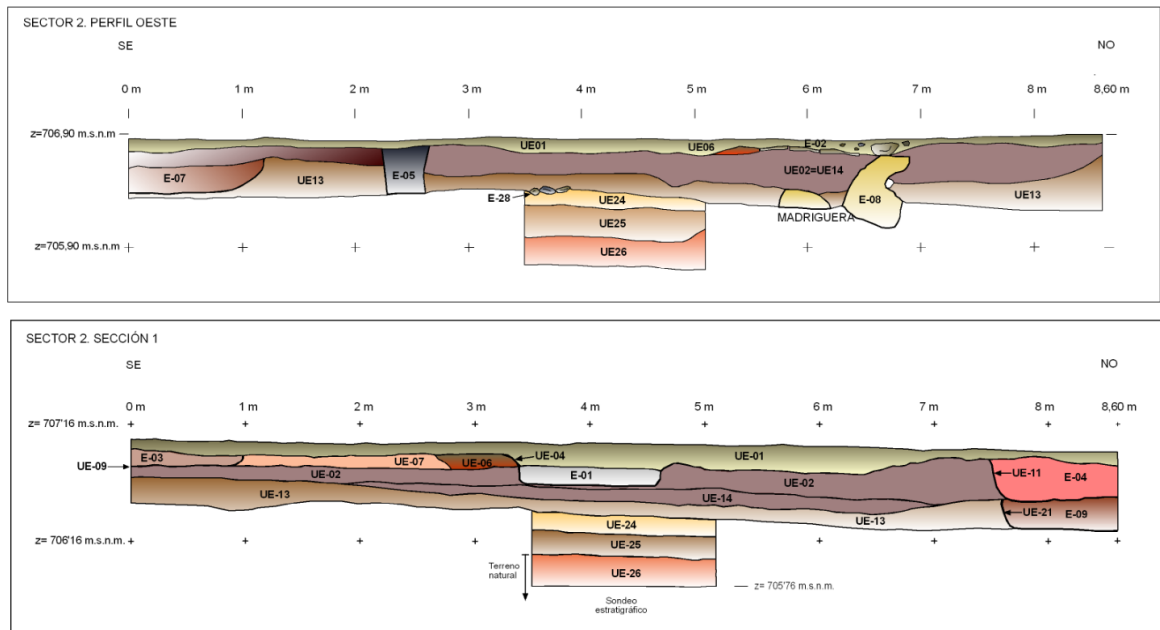 SECTOR 2. PERFIL OESTE
SE
NO
0 m 1 m 2 m 3 m 4 m 5 m 6 m 7 m 8 m 8,60 m
z=706,90 m.s.n.m
UE01 UE06 E-02
E-07 UE13 E-05 UE02=UE14 E-08 UE13
E-28 UE24
MADRIGUERA
UE25
z=705,90 m.s.n.m
UE26
SECTOR 2. SECCIÓN 1
SE
NO
0 m 1 m 2 m 3 m 4 m 5 m 6 m 7 m 8 m 8,60 m
z= 707'16 m.s.n.m.
E-03 UE-04 UE-01
UE-09 UE-07 UE-06
UE-02 E-01 UE-02 UE-11 E-04
UE-13 UE-14
UE-21 E-09
UE-24 UE-13
z= 706'16 m.s.n.m.
UE-25
Terreno
natural
UE-26
z= 705'76 m.s.n.m.
Sondeo
estratigráfico